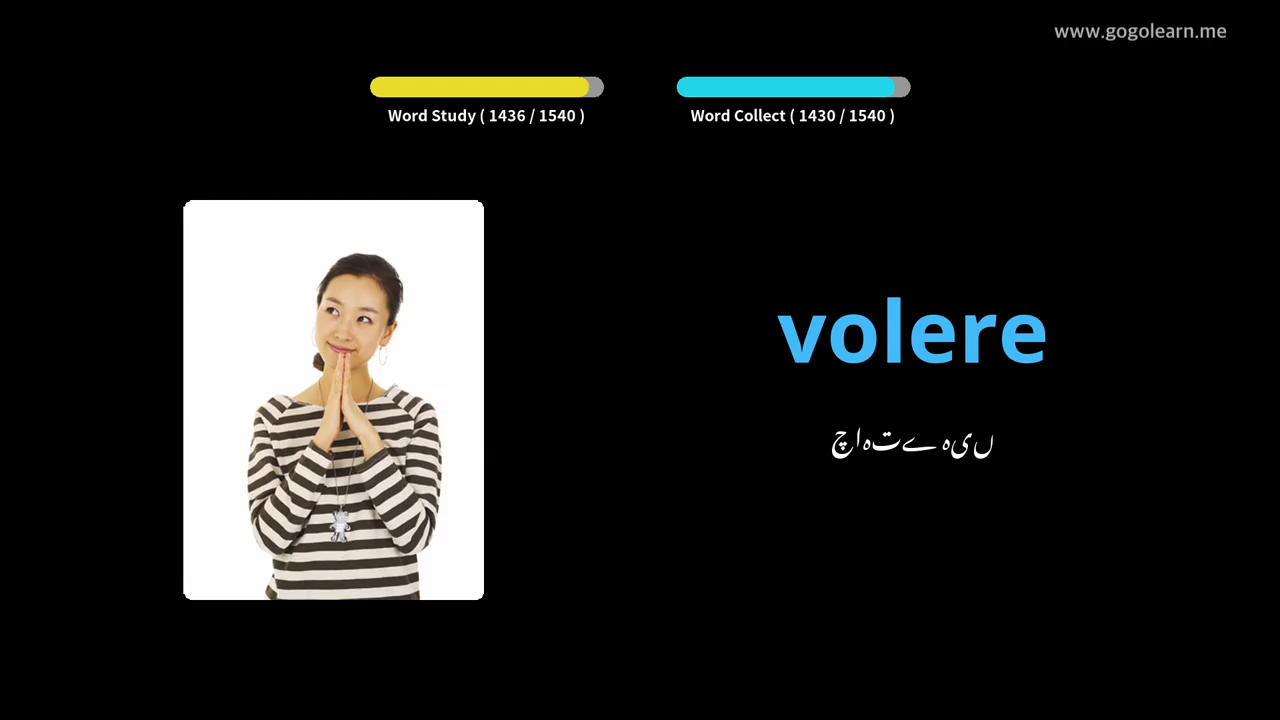 www.gogolearn.me
Word Study ( 1436 / 1540 )
Word Collect ( 1430 / 1540 )
volere
چاہتے ہیں